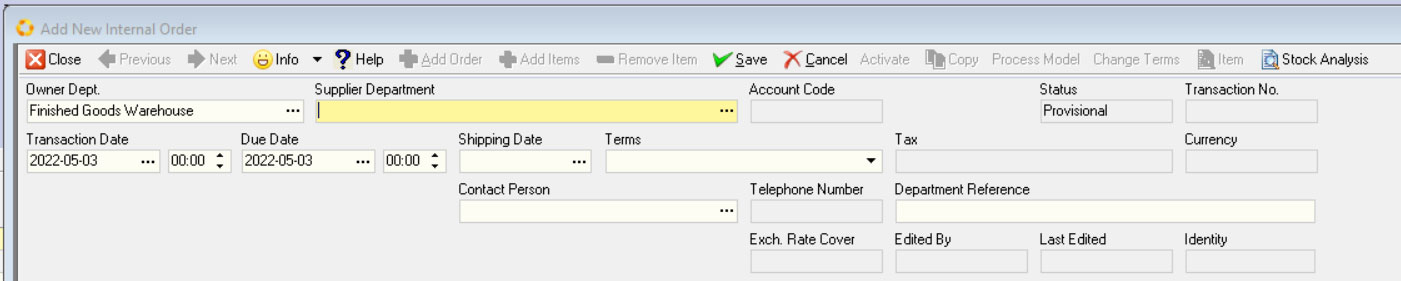 Add New Internal Order
Close Previous Next Info Help Add Order Add Items Remove Item Save Cancel Activate Copy Process Model Change Terms Item Stock Analysis
Owner Dept. Supplier Department Account Code Status Transaction No.
Finished Goods Warehouse ... ... Provisional
Transaction Date Due Date Shipping Date Terms Tax Currency
2022-05-03 ... 00:00 2022-05-03 ... 00:00 ...
Contact Person Telephone Number Department Reference
...
Exch. Rate Cover Edited By Last Edited Identity